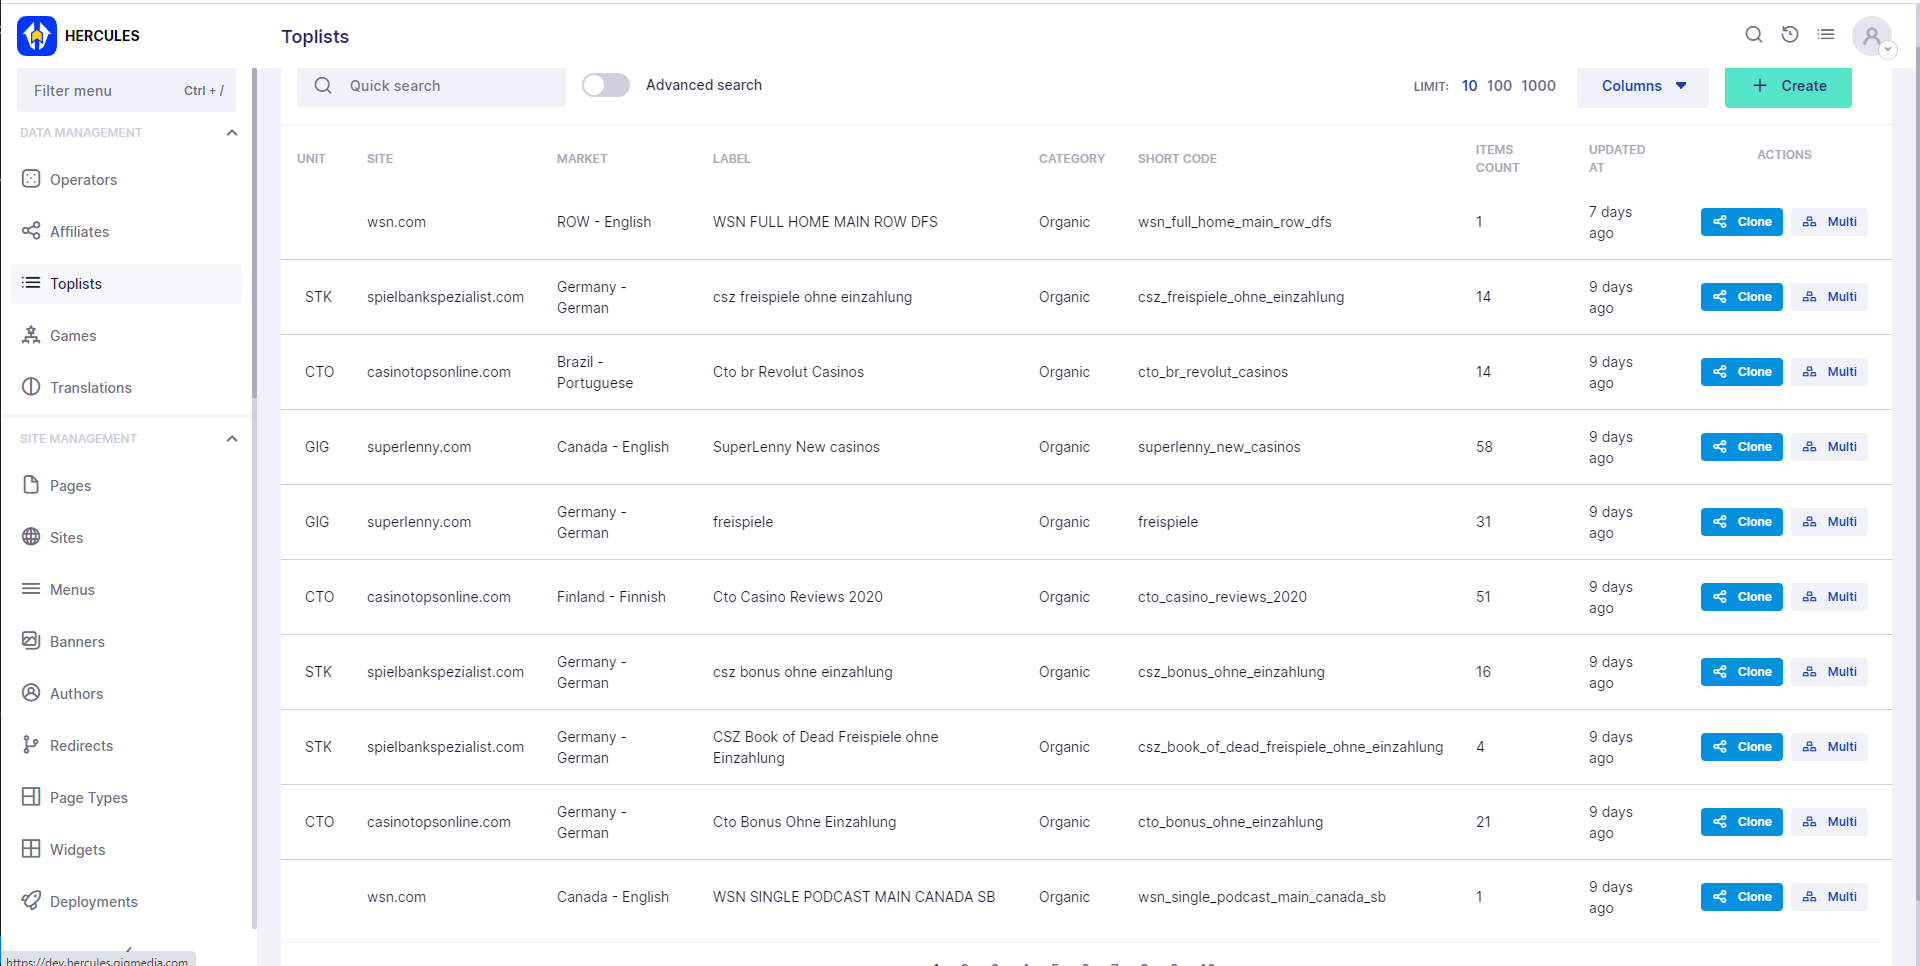 HERCULES
Toplists
Filter menu Ctrl + /
Quick search
Advanced search
LIMIT: 10 100 1000
Columns
Create
DATA MANAGEMENT
Operators
Affiliates
Toplists
Games
Translations
SITE MANAGEMENT
Pages
Sites
Menus
Banners
Authors
Redirects
Page Types
Widgets
Deployments
https://dev.hercules.gigmedia.com
UNIT SITE MARKET LABEL CATEGORY SHORT CODE ITEMS COUNT UPDATED AT ACTIONS
wsn.com ROW - English WSN FULL HOME MAIN ROW DFS Organic wsn_full_home_main_row_dfs 1 7 days ago Clone Multi
STK spielbankspezialist.com Germany - German csz freispiele ohne einzahlung Organic csz_freispiele_ohne_einzahlung 14 9 days ago Clone Multi
CTO casinotopsonline.com Brazil - Portuguese Cto br Revolut Casinos Organic cto_br_revolut_casinos 14 9 days ago Clone Multi
GIG superlenny.com Canada - English SuperLenny New casinos Organic superlenny_new_casinos 58 9 days ago Clone Multi
GIG superlenny.com Germany - German freispiele Organic freispiele 31 9 days ago Clone Multi
CTO casinotopsonline.com Finland - Finnish Cto Casino Reviews 2020 Organic cto_casino_reviews_2020 51 9 days ago Clone Multi
STK spielbankspezialist.com Germany - German csz bonus ohne einzahlung Organic csz_bonus_ohne_einzahlung 16 9 days ago Clone Multi
STK spielbankspezialist.com Germany - German CSZ Book of Dead Freispiele ohne Einzahlung Organic csz_book_of_dead_freispiele_ohne_einzahlung 4 9 days ago Clone Multi
CTO casinotopsonline.com Germany - German Cto Bonus Ohne Einzahlung Organic cto_bonus_ohne_einzahlung 21 9 days ago Clone Multi
wsn.com Canada - English WSN SINGLE PODCAST MAIN CANADA SB Organic wsn_single_podcast_main_canada_sb 1 9 days ago Clone Multi